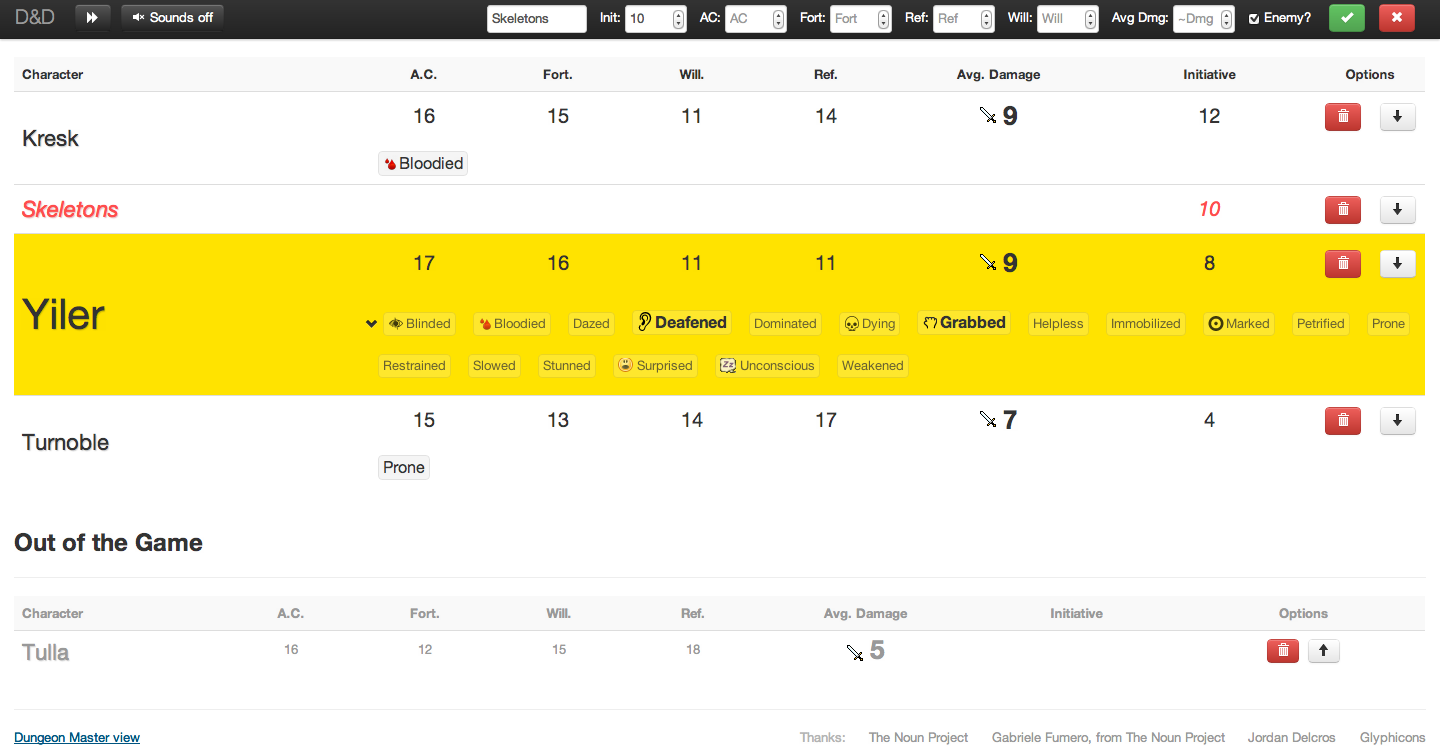 D&D Sounds off Skeletons Init: 10 AC: AC Fort: Fort Ref: Ref Will: Will Avg Dmg: ~Dmg Enemy?
Character A.C. Fort. Will. Ref. Avg. Damage Initiative Options
16 15 11 14 9 12
Kresk
Bloodied
Skeletons 10
17 16 11 11 9 8
Yiler
Blinded Bloodied Dazed Deafened Dominated Dying Grabbed Helpless Immobilized Marked Petrified Prone
Restrained Slowed Stunned Surprised Zz Unconscious Weakened
15 13 14 17 7 4
Turnoble
Prone
Out of the Game
Character A.C. Fort. Will. Ref. Avg. Damage Initiative Options
Tulla 16 12 15 18 5
Dungeon Master view Thanks: The Noun Project Gabriele Fumero, from The Noun Project Jordan Delcros Glyphicons